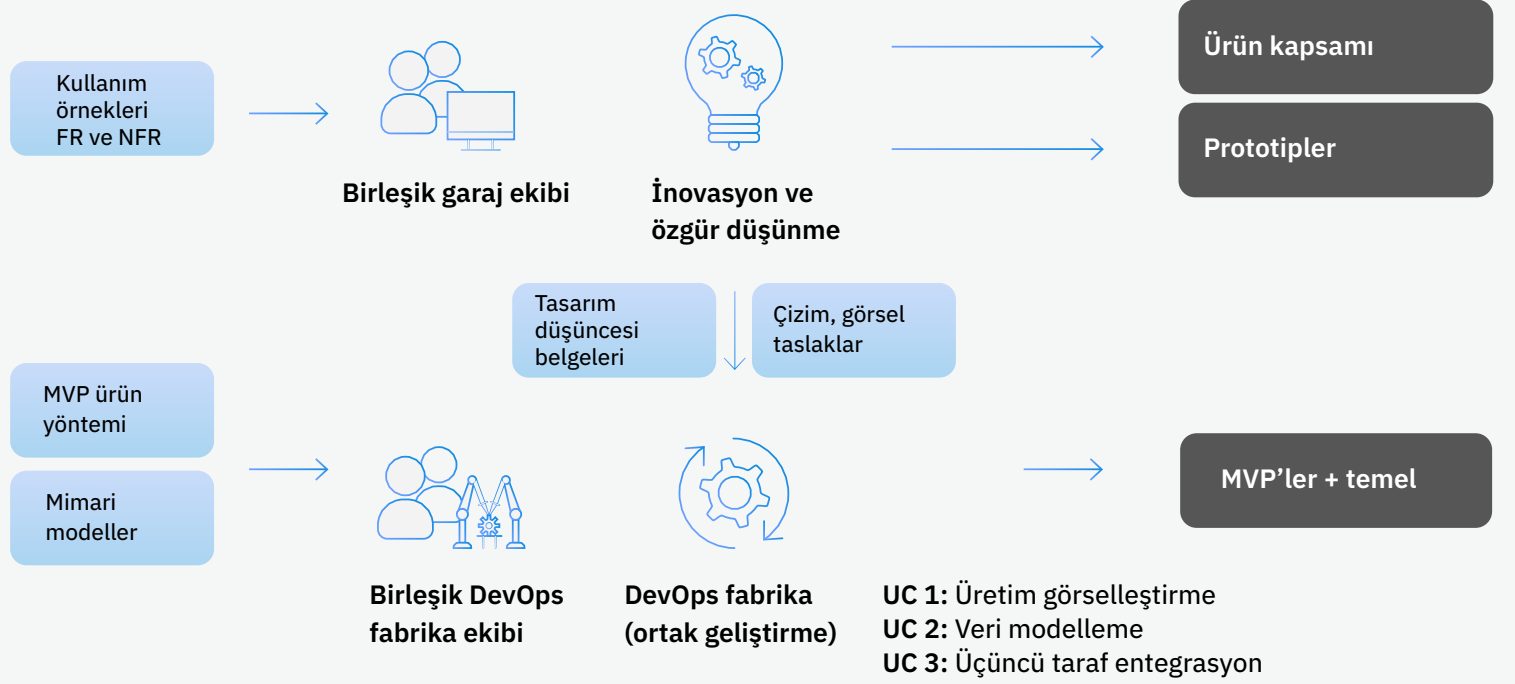 Kullanım
örnekleri
FR ve NFR
Birleşik garaj ekibi
İnovasyon ve
özgür düşünme
Ürün kapsamı
Prototipler
Tasarım
düşüncesi
belgeleri
Çizim, görsel
taslaklar
MVP ürün
yöntemi
Mimari
modeller
Birleşik DevOps
fabrika ekibi
DevOps fabrika
(ortak geliştirme)
MVP’ler + temel
UC 1: Üretim görselleştirme
UC 2: Veri modelleme
UC 3: Üçüncü taraf entegrasyon